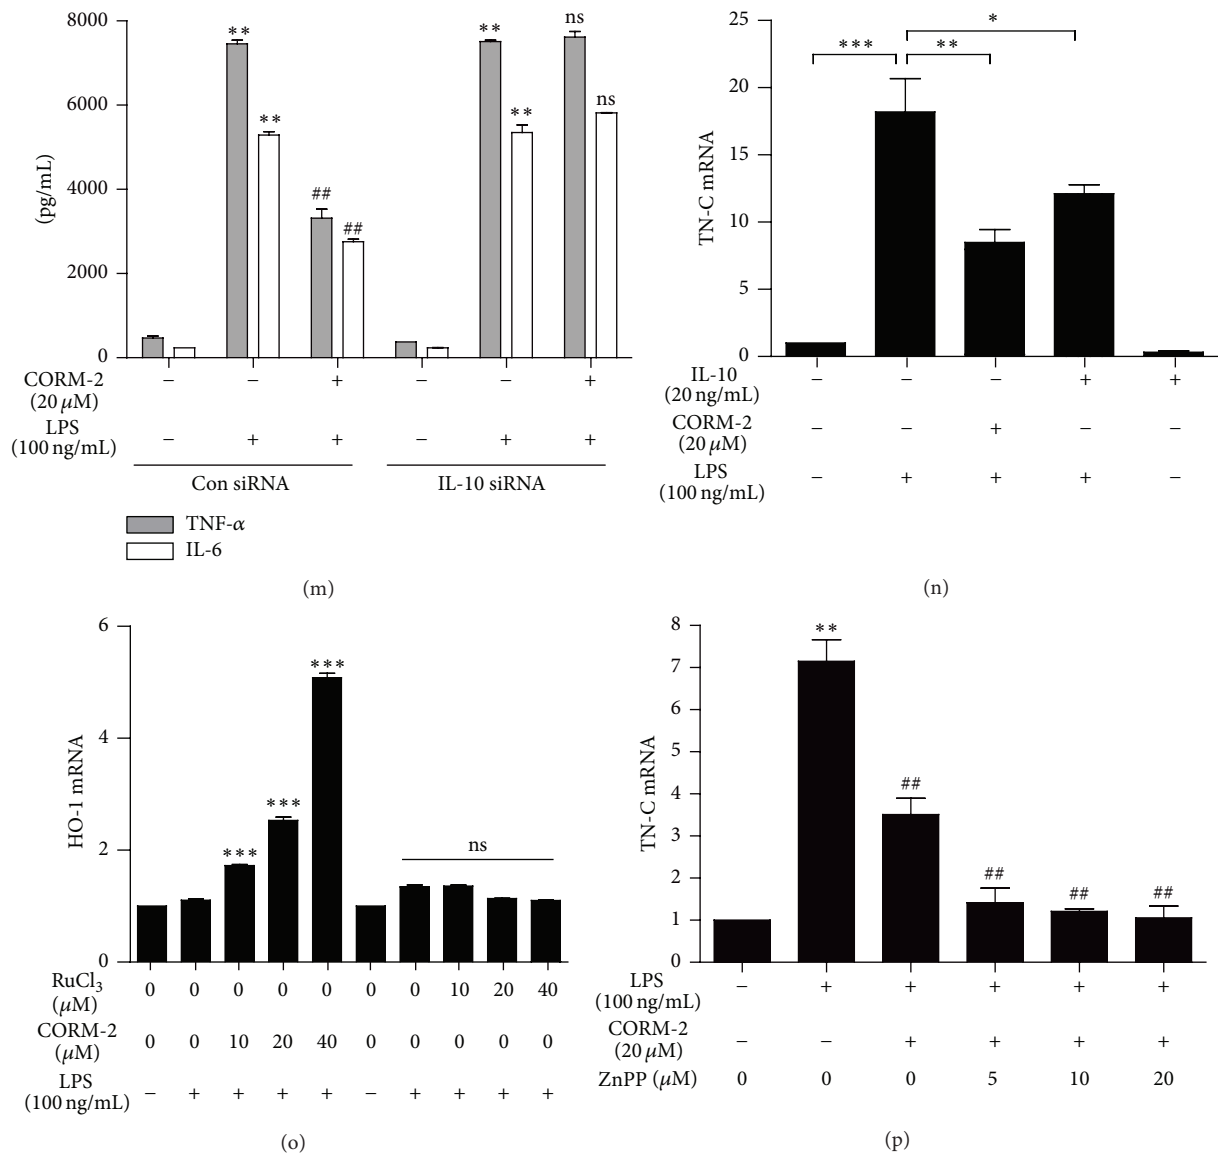 8000
6000
4000
2000
0
(pg/mL)
** ** ## ## ** ** ns ns
CORM-2 − − + − − +
(20 μM)
LPS
(100 ng/mL) − + + − + +
Con siRNA IL-10 siRNA
TNF-α
IL-6
(m)
25
20
15
10
5
0
TN-C mRNA
*** ** *
IL-10 − − − + +
(20 ng/mL)
CORM-2 − − + − −
(20 μM)
LPS − + + + −
(100 ng/mL)
(n)
6
4
2
0
HO-1 mRNA
*** *** *** ns
RuCl3 0 0 0 0 0 0 0 10 20 40
(μM)
CORM-2 0 0 10 20 40 0 0 0 0 0
(μM)
LPS − + + + + − + + + +
(100 ng/mL)
(o)
8
7
6
5
4
3
2
1
0
TN-C mRNA
** ## ## ## ##
LPS − + + + + +
(100 ng/mL)
CORM-2 − − + + + +
(20 μM)
ZnPP (μM) 0 0 0 5 10 20
(p)